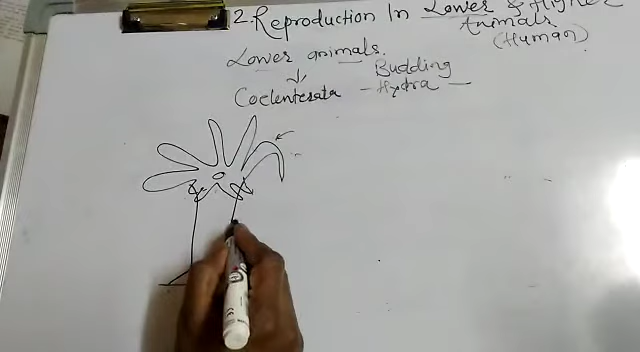 2. Reproduction In Lower & Higher
Animals
(Human)
Lower animals.
Budding
Coelenterata - Hydra -